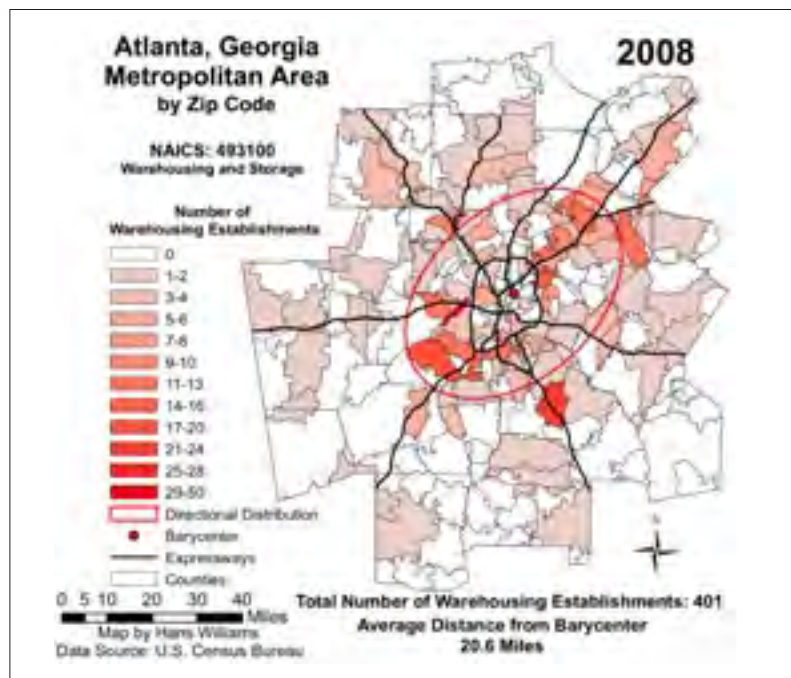 Atlanta, Georgia
Metropolitan Area
by Zip Code
2008
NAICS: 493100
Warehousing and Storage
Number of
Warehousing Establishments
0
1-2
3-4
5-6
7-8
9-10
11-13
14-16
17-20
21-24
25-28
29-50
Directional Distribution
Barycenter
Expressways
Counties
0 5 10 20 30 40
Miles
Map by Hans Williams
Data Source: U.S. Census Bureau
Total Number of Warehousing Establishments: 401
Average Distance from Barycenter
20.6 Miles